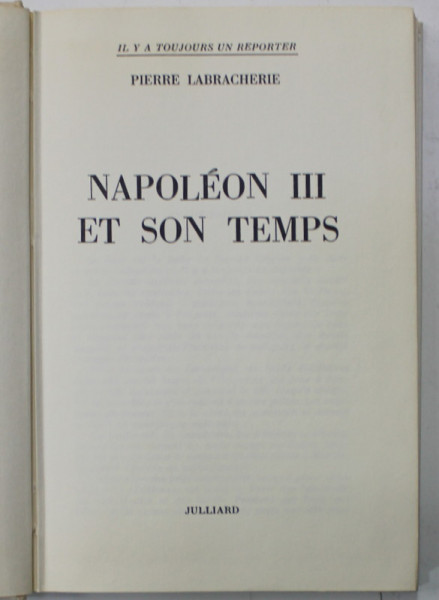 IL Y A TOUJOURS UN REPORTER
PIERRE LABRACHERIE
NAPOLÉON III
ET SON TEMPS
JULLIARD